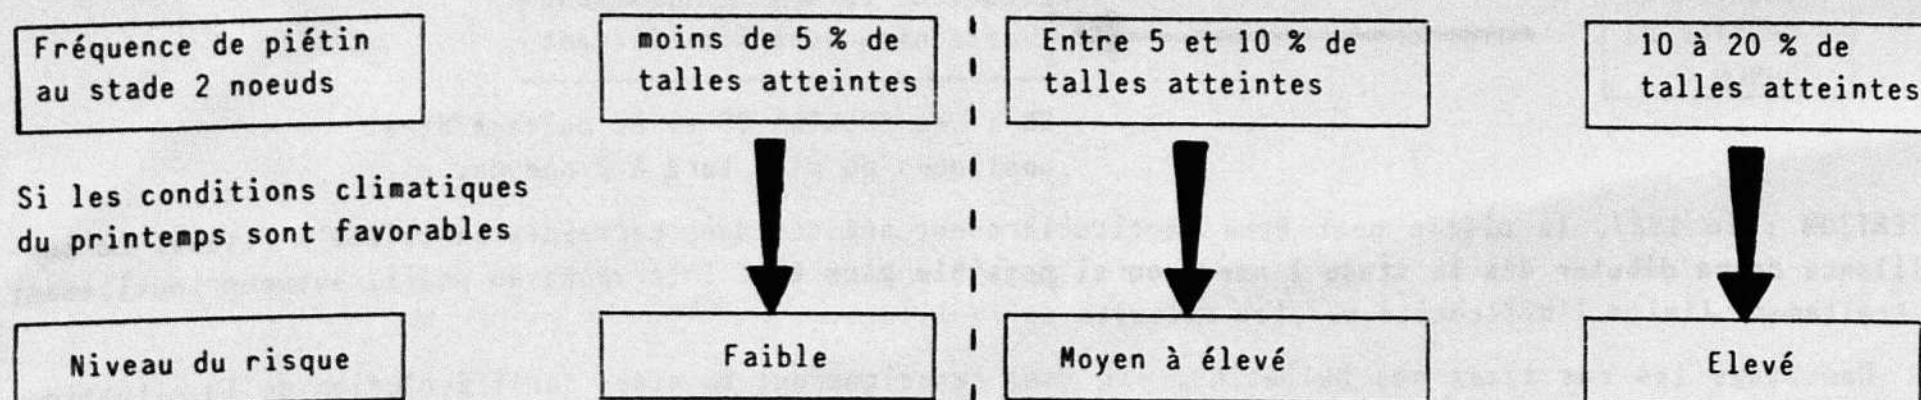 Fréquence de piétin
au stade 2 noeuds
moins de 5 % de
talles atteintes
Entre 5 et 10 % de
talles atteintes
10 à 20 % de
talles atteintes
Si les conditions climatiques
du printemps sont favorables
Niveau du risque
Faible
Moyen à élevé
Elevé